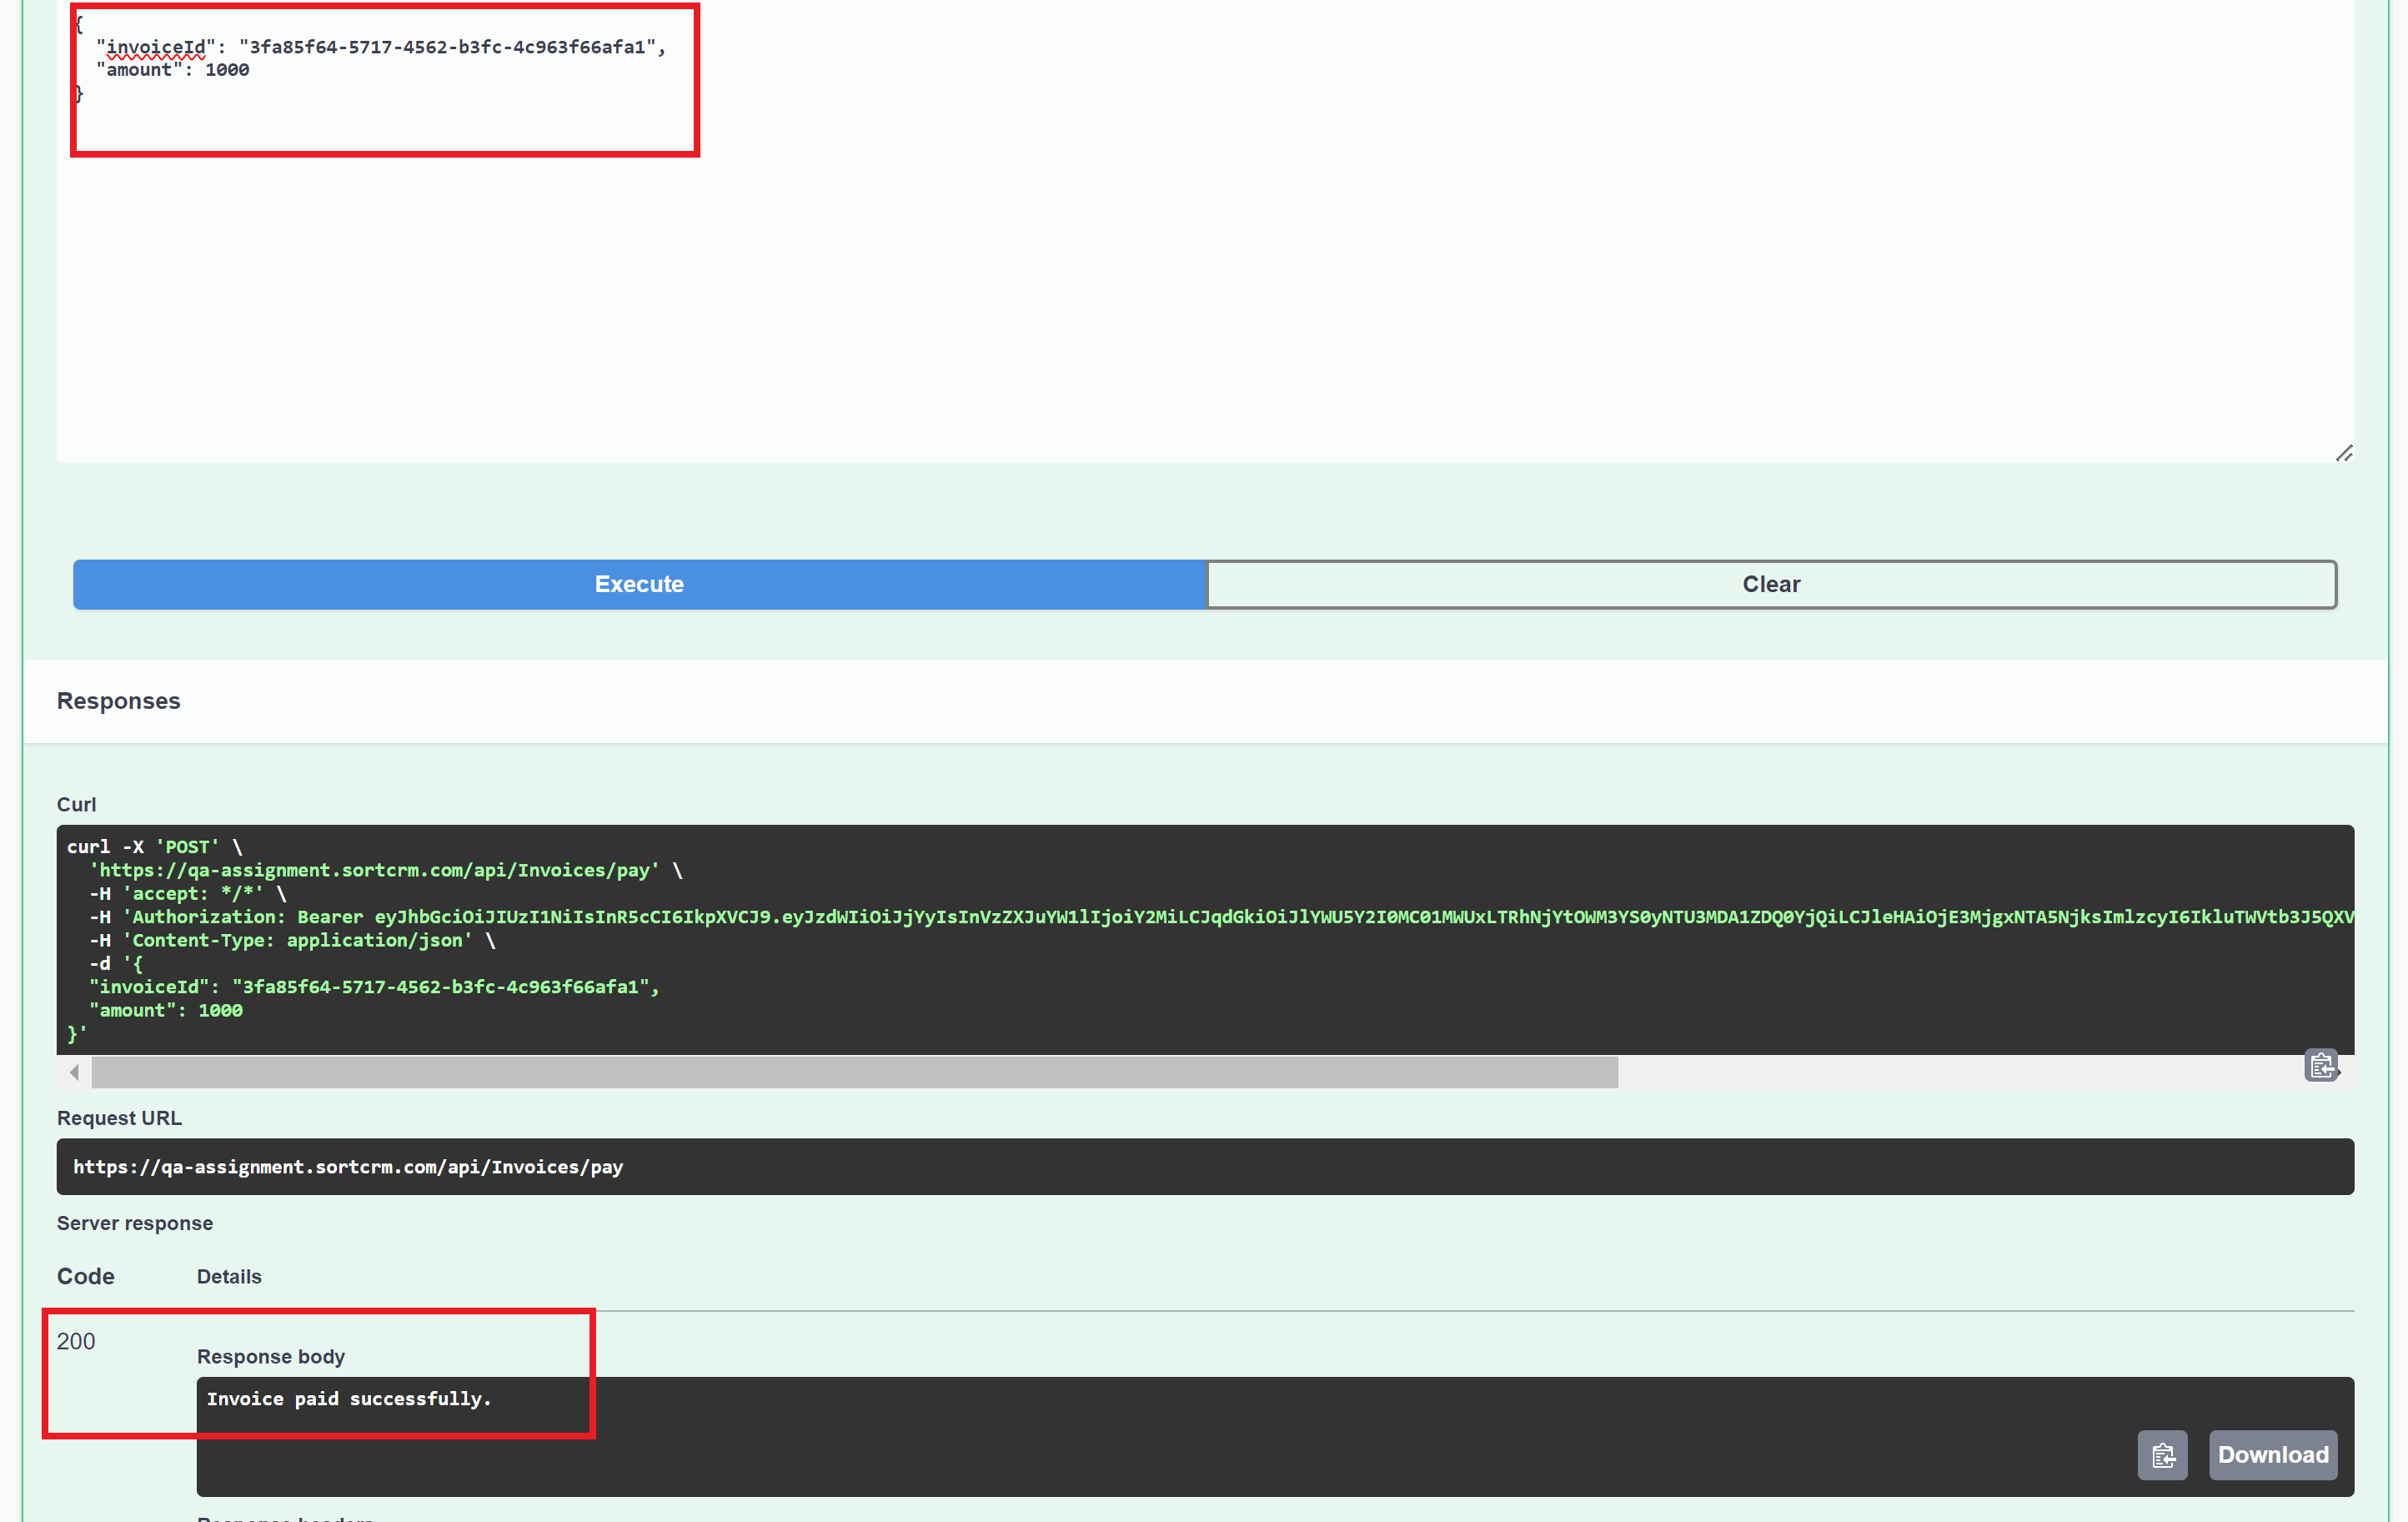 {
"invoiceId": "3fa85f64-5717-4562-b3fc-4c963f66afa1",
"amount": 1000
}
Execute
Clear
Responses
Curl
curl -X 'POST' \
'https://qa-assignment.sortcrm.com/api/Invoices/pay' \
-H 'accept: */*' \
-H 'Authorization: Bearer eyJhbGciOiJIUzI1NiIsInR5cCI6IkpXVCJ9.eyJzdWIiOiJjYyIsInVzZXJuYW1lIjoiY2MiLCJqdGkiOiJlYWU5Y2I0MC01MWUxLTRhNjYtOWM3YS0yNTU3MDA1ZDQ0YjQiLCJleHAiOjE3MjgxNTA5NjksImlzcyI6IkluTWVtb3J5QXV
-H 'Content-Type: application/json' \
-d '{
"invoiceId": "3fa85f64-5717-4562-b3fc-4c963f66afa1",
"amount": 1000
}'
Request URL
https://qa-assignment.sortcrm.com/api/Invoices/pay
Server response
Code
Details
200
Response body
Invoice paid successfully.
Download
Response headers